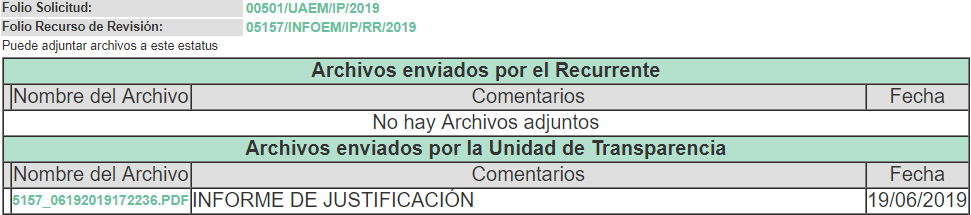 Folio Solicitud: 00501/UAEM/IP/2019
Folio Recurso de Revisión: 05157/INFOEM/IP/RR/2019
Puede adjuntar archivos a este estatus
Archivos enviados por el Recurrente
Nombre del Archivo Comentarios Fecha
No hay Archivos adjuntos
Archivos enviados por la Unidad de Transparencia
Nombre del Archivo Comentarios Fecha
5157_06192019172236.PDF INFORME DE JUSTIFICACIÓN 19/06/2019